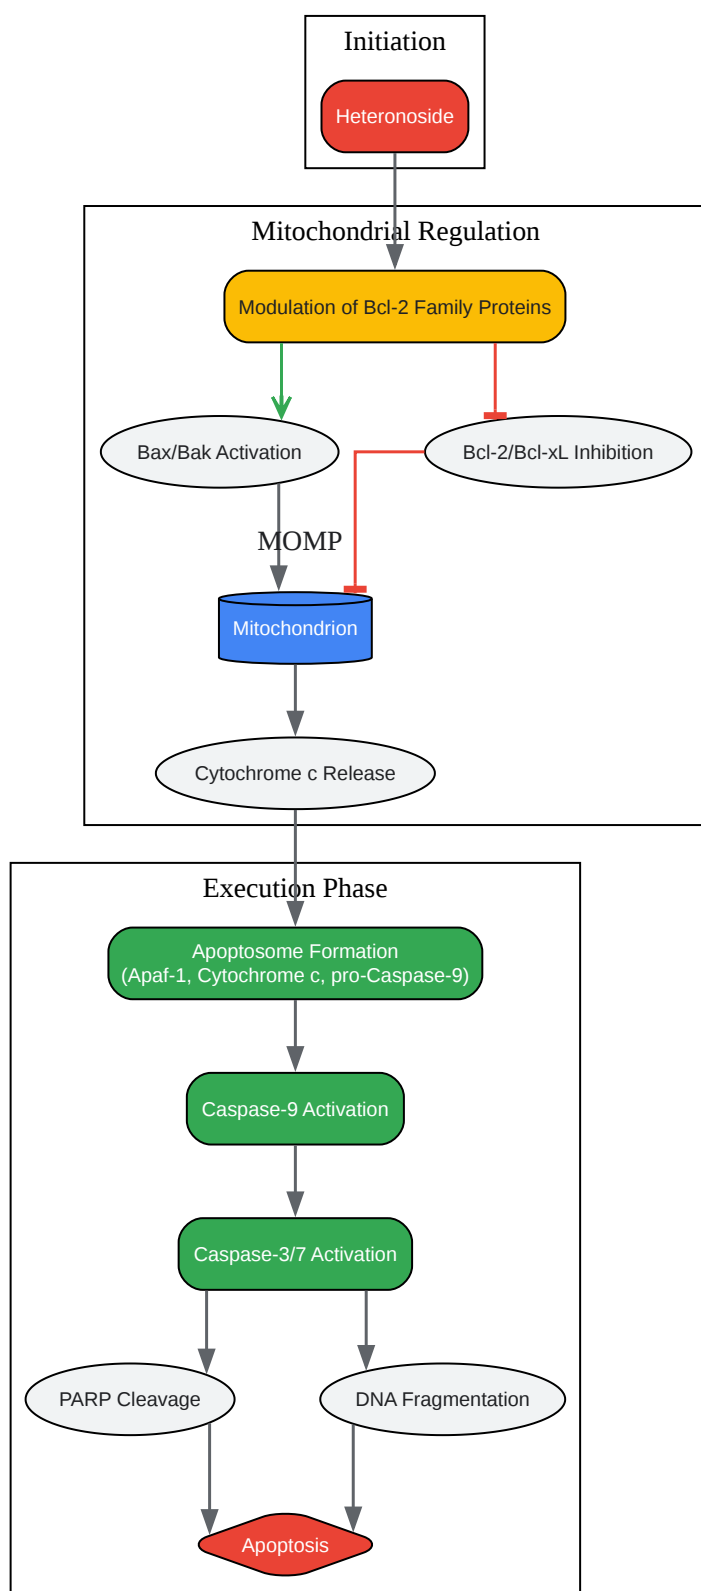 Initiation
Heteronoside
Mitochondrial Regulation
Modulation of Bcl-2 Family Proteins
Bax/Bak Activation
Bcl-2/Bcl-xL Inhibition
MOMP
Mitochondrion
Cytochrome c Release
Execution Phase
Apoptosome Formation
(Apaf-1, Cytochrome c, pro-Caspase-9)
Caspase-9 Activation
Caspase-3/7 Activation
PARP Cleavage
DNA Fragmentation
Apoptosis